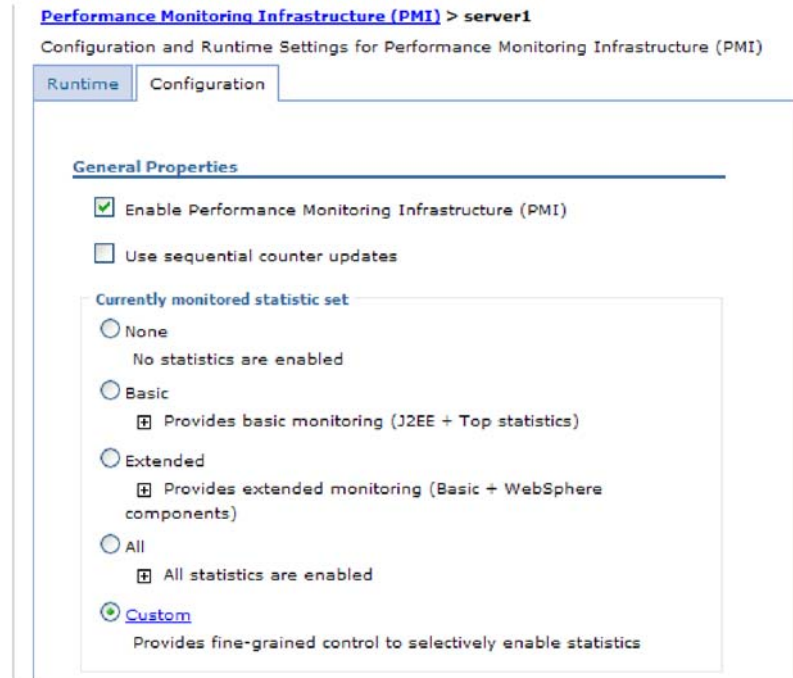 Performance Monitoring Infrastructure (PMI) > server1
Configuration and Runtime Settings for Performance Monitoring Infrastructure (PMI)
Runtime Configuration
General Properties
Enable Performance Monitoring Infrastructure (PMI)
Use sequential counter updates
Currently monitored statistic set
None
No statistics are enabled
Basic
Provides basic monitoring (J2EE + Top statistics)
Extended
Provides extended monitoring (Basic + WebSphere
components)
All
All statistics are enabled
Custom
Provides fine-grained control to selectively enable statistics